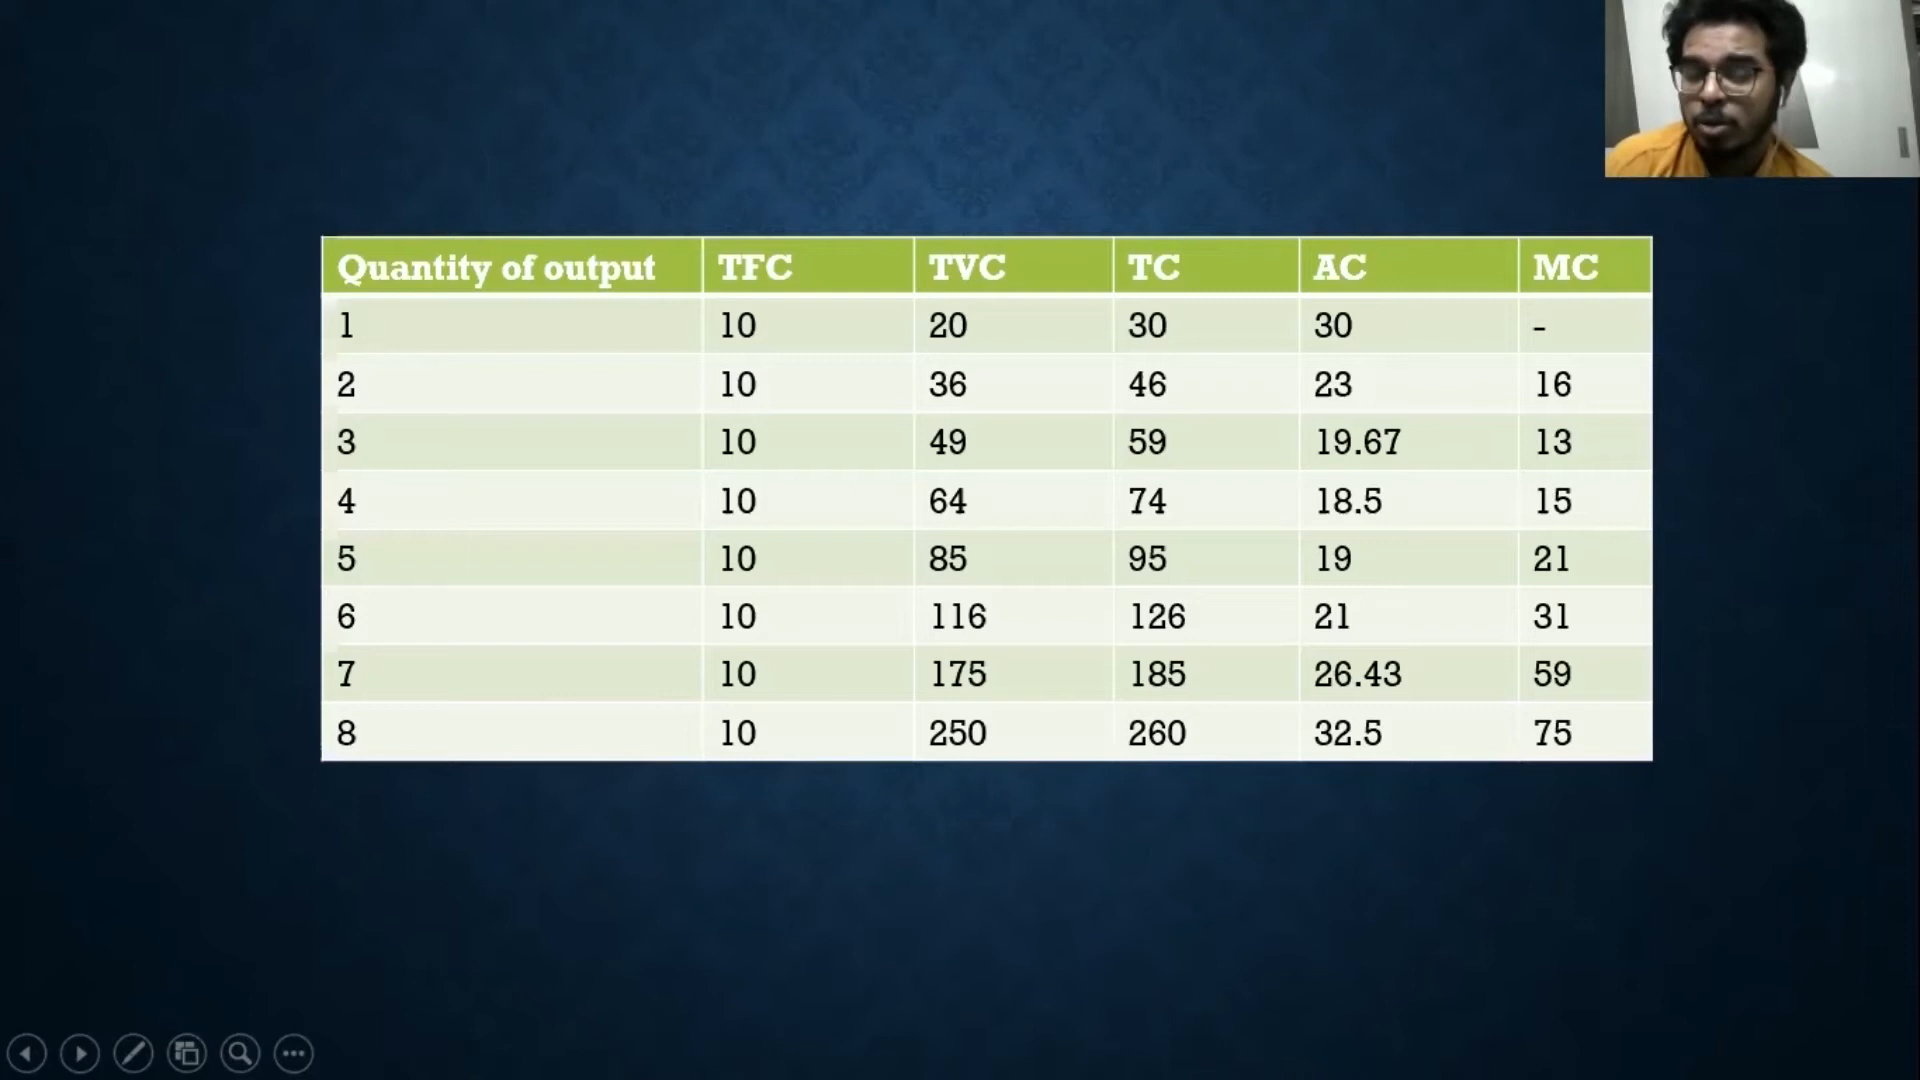 Quantity of output TFC TVC TC AC MC
1 10 20 30 30 -
2 10 36 46 23 16
3 10 49 59 19.67 13
4 10 64 74 18.5 15
5 10 85 95 19 21
6 10 116 126 21 31
7 10 175 185 26.43 59
8 10 250 260 32.5 75